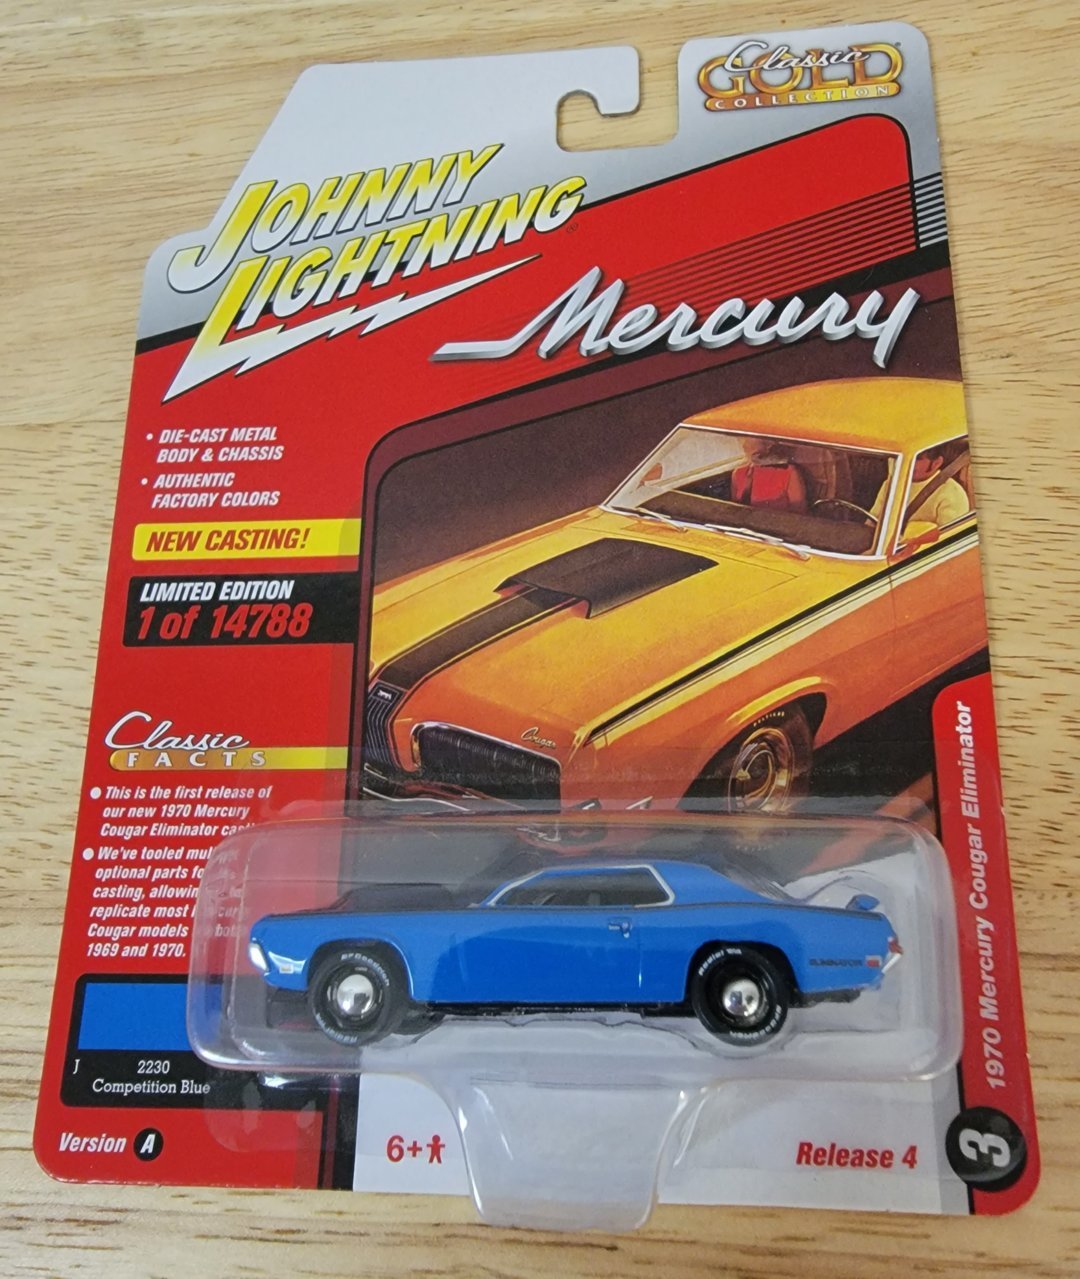 Classic
GOLD
COLLECTION
JOHNNY
LIGHTNING®
Mercury
• DIE-CAST METAL
BODY & CHASSIS
• AUTHENTIC
FACTORY COLORS
NEW CASTING!
LIMITED EDITION
1 of 14788
Cougar
Classic
FACTS
• This is the first release of
our new 1970 Mercury
Cougar Eliminator
• We've tooled
optional parts
casting,
replicate most
Cougar models
1969 and 1970.
ELIMINATOR
J 2230
Competition Blue
Version A
6+
Release 4
3
1970 Mercury Cougar Eliminator